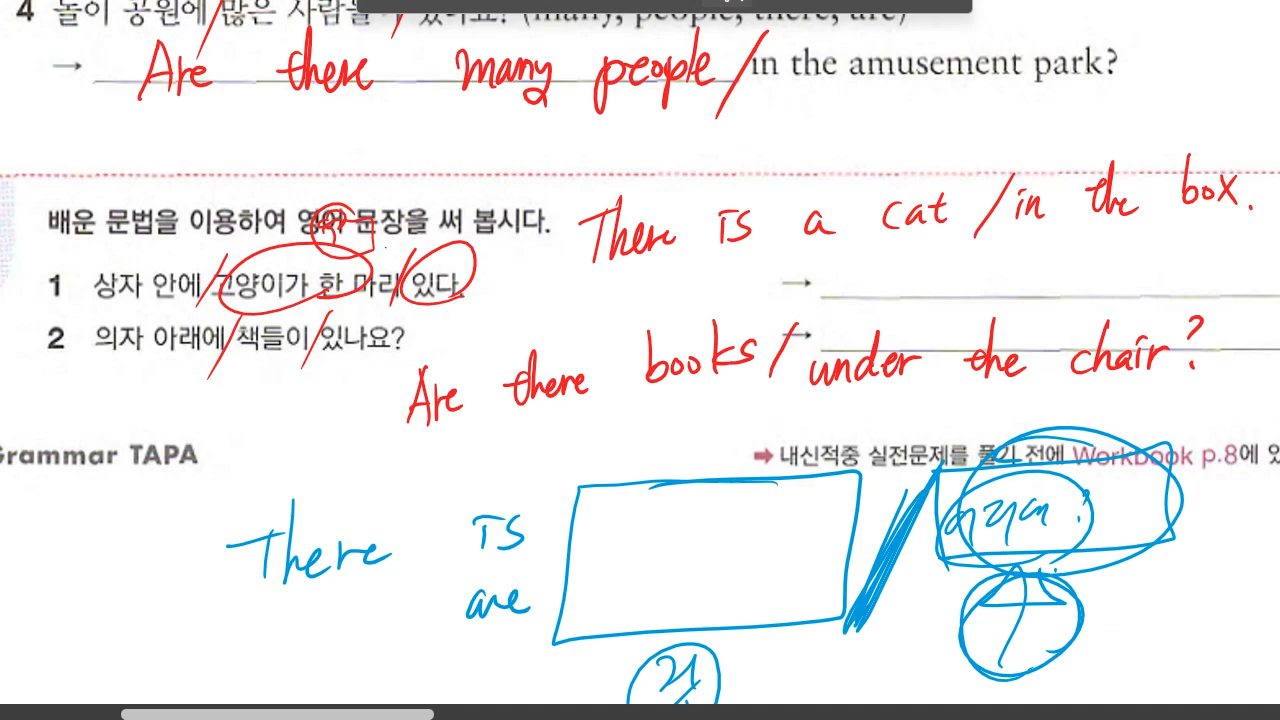 4 놀이 공원에 많은 사람들 있나요? (many, people, there, are)
→ Are there many people / in the amusement park?
배운 문법을 이용하여 영어 문장을 써 봅시다.
There is a cat / in the box.
1 상자 안에 고양이가 한 마리 있다. →
2 의자 아래에 책들이 있나요? →
Are there books / under the chair?
Grammar TAPA
➡ 내신적중 실전문제를 풀기 전에 Workbook p.8에 있
There is
are